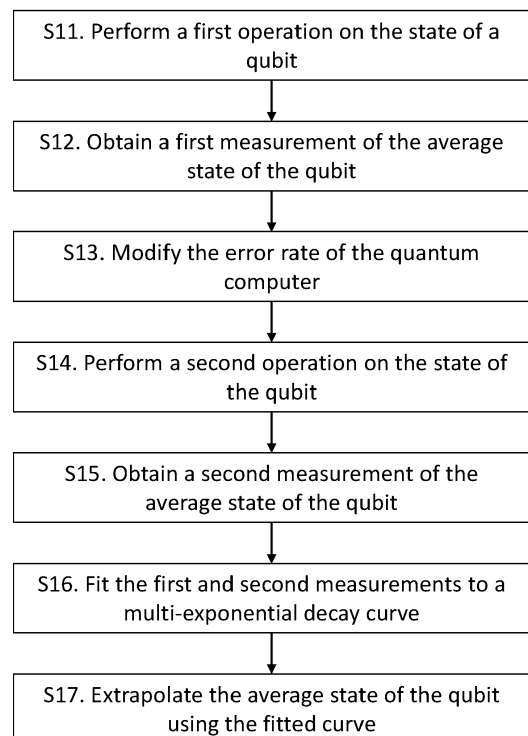 S11. Perform a first operation on the state of a
qubit
S12. Obtain a first measurement of the average
state of the qubit
S13. Modify the error rate of the quantum
computer
S14. Perform a second operation on the state of
the qubit
S15. Obtain a second measurement of the
average state of the qubit
S16. Fit the first and second measurements to a
multi-exponential decay curve
S17. Extrapolate the average state of the qubit
using the fitted curve